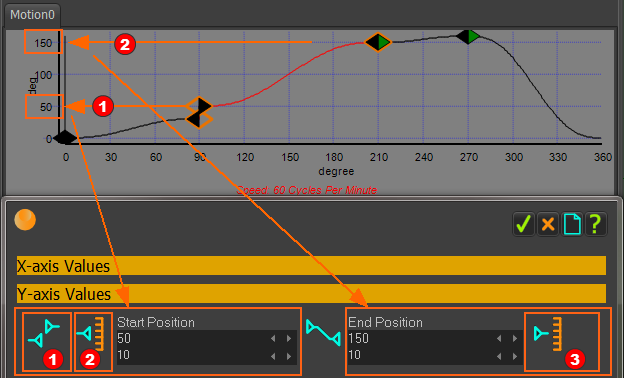 Motion0
150
2
100
deg.
50
1
0
0 30 60 90 120 150 180 210 240 270 300 330 360
degree
Speed: 60 Cycles Per Minute
X-axis Values
Y-axis Values
Start Position
End Position
50
150
10
10
1
2
3